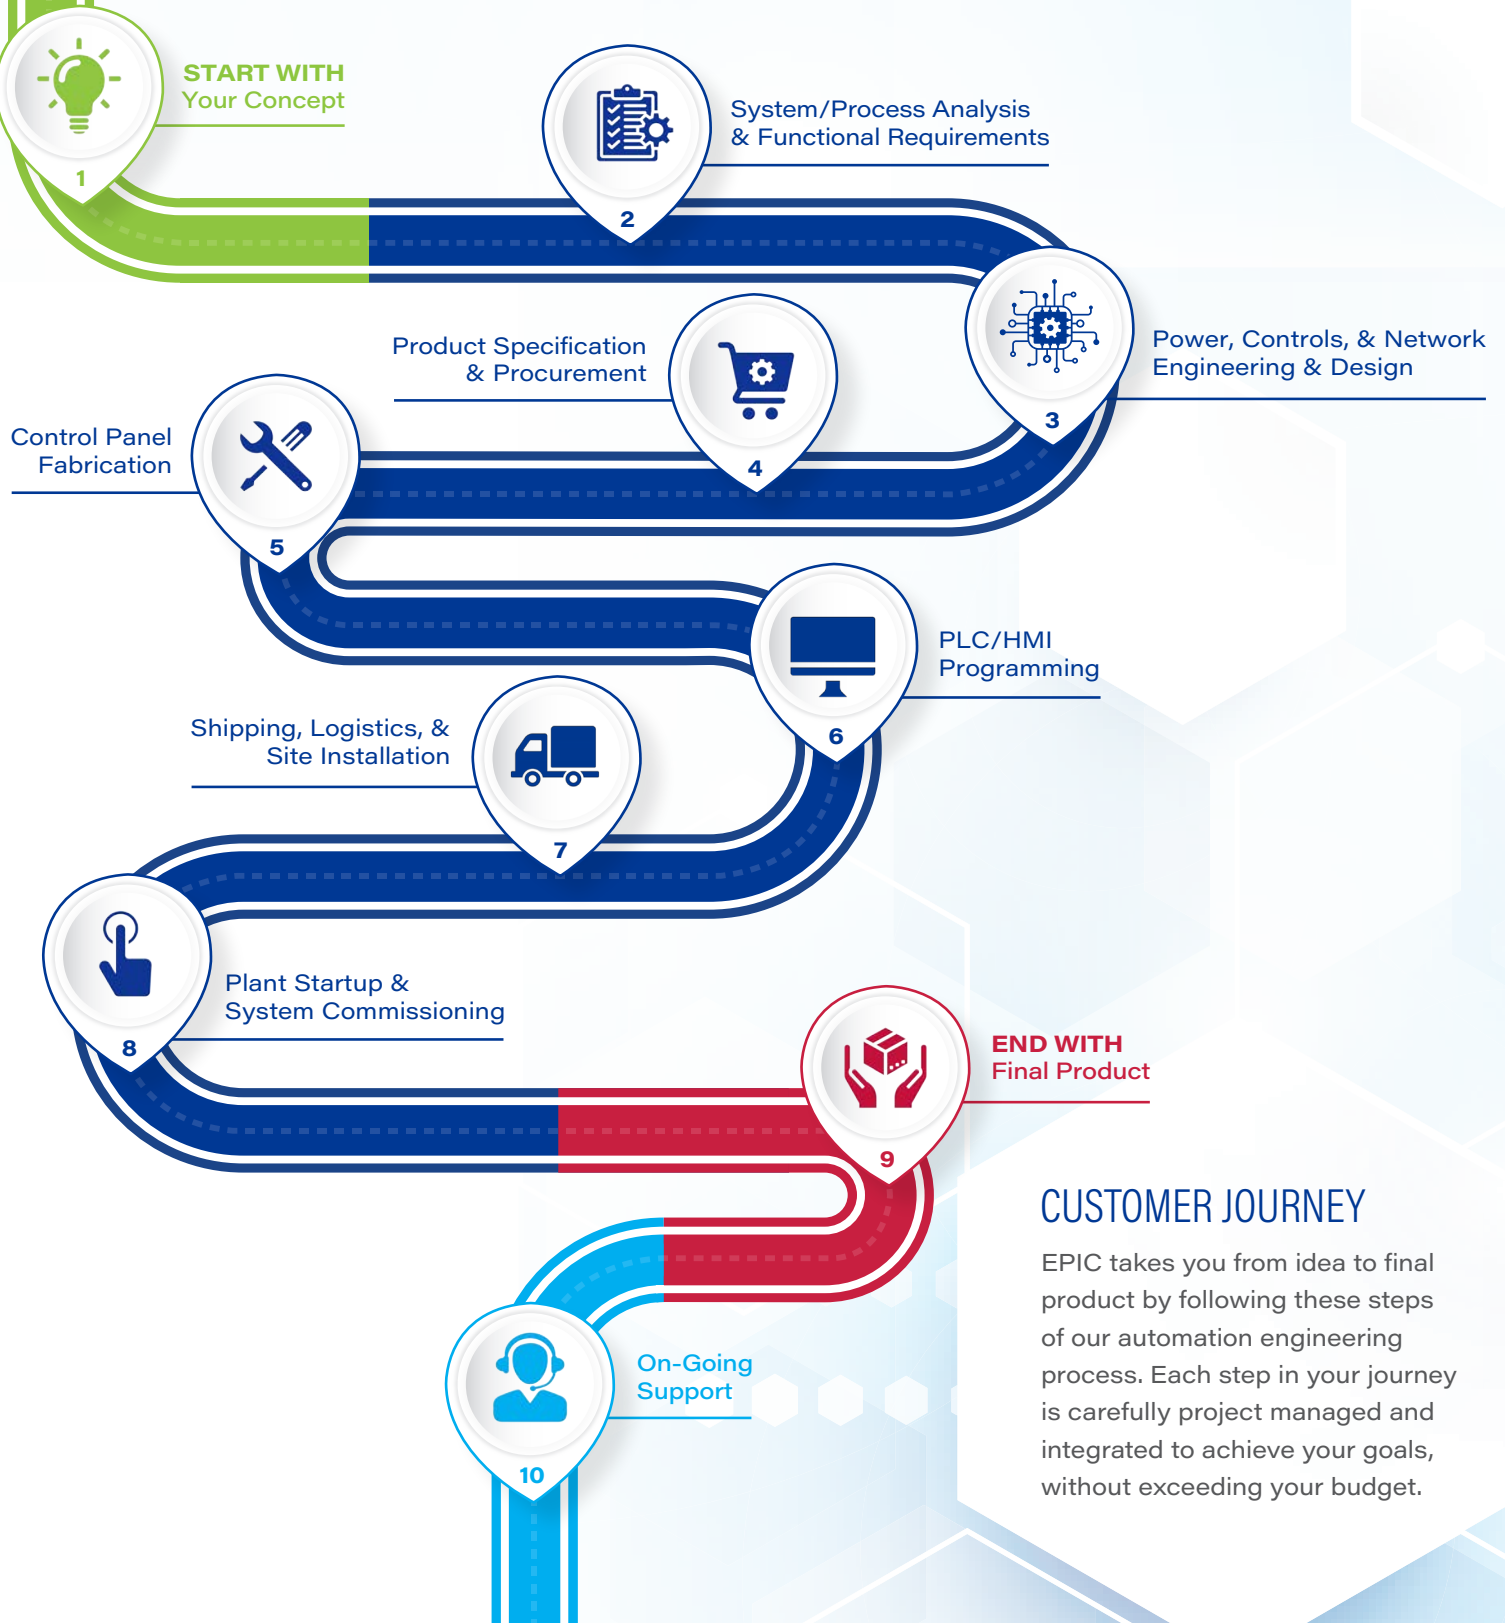 START WITH
Your Concept
1
System/Process Analysis
& Functional Requirements
2
Power, Controls, & Network
Engineering & Design
3
Product Specification
& Procurement
4
Control Panel
Fabrication
5
PLC/HMI
Programming
6
Shipping, Logistics, &
Site Installation
7
Plant Startup &
System Commissioning
8
END WITH
Final Product
9
On-Going
Support
10
CUSTOMER JOURNEY
EPIC takes you from idea to final
product by following these steps
of our automation engineering
process. Each step in your journey
is carefully project managed and
integrated to achieve your goals,
without exceeding your budget.